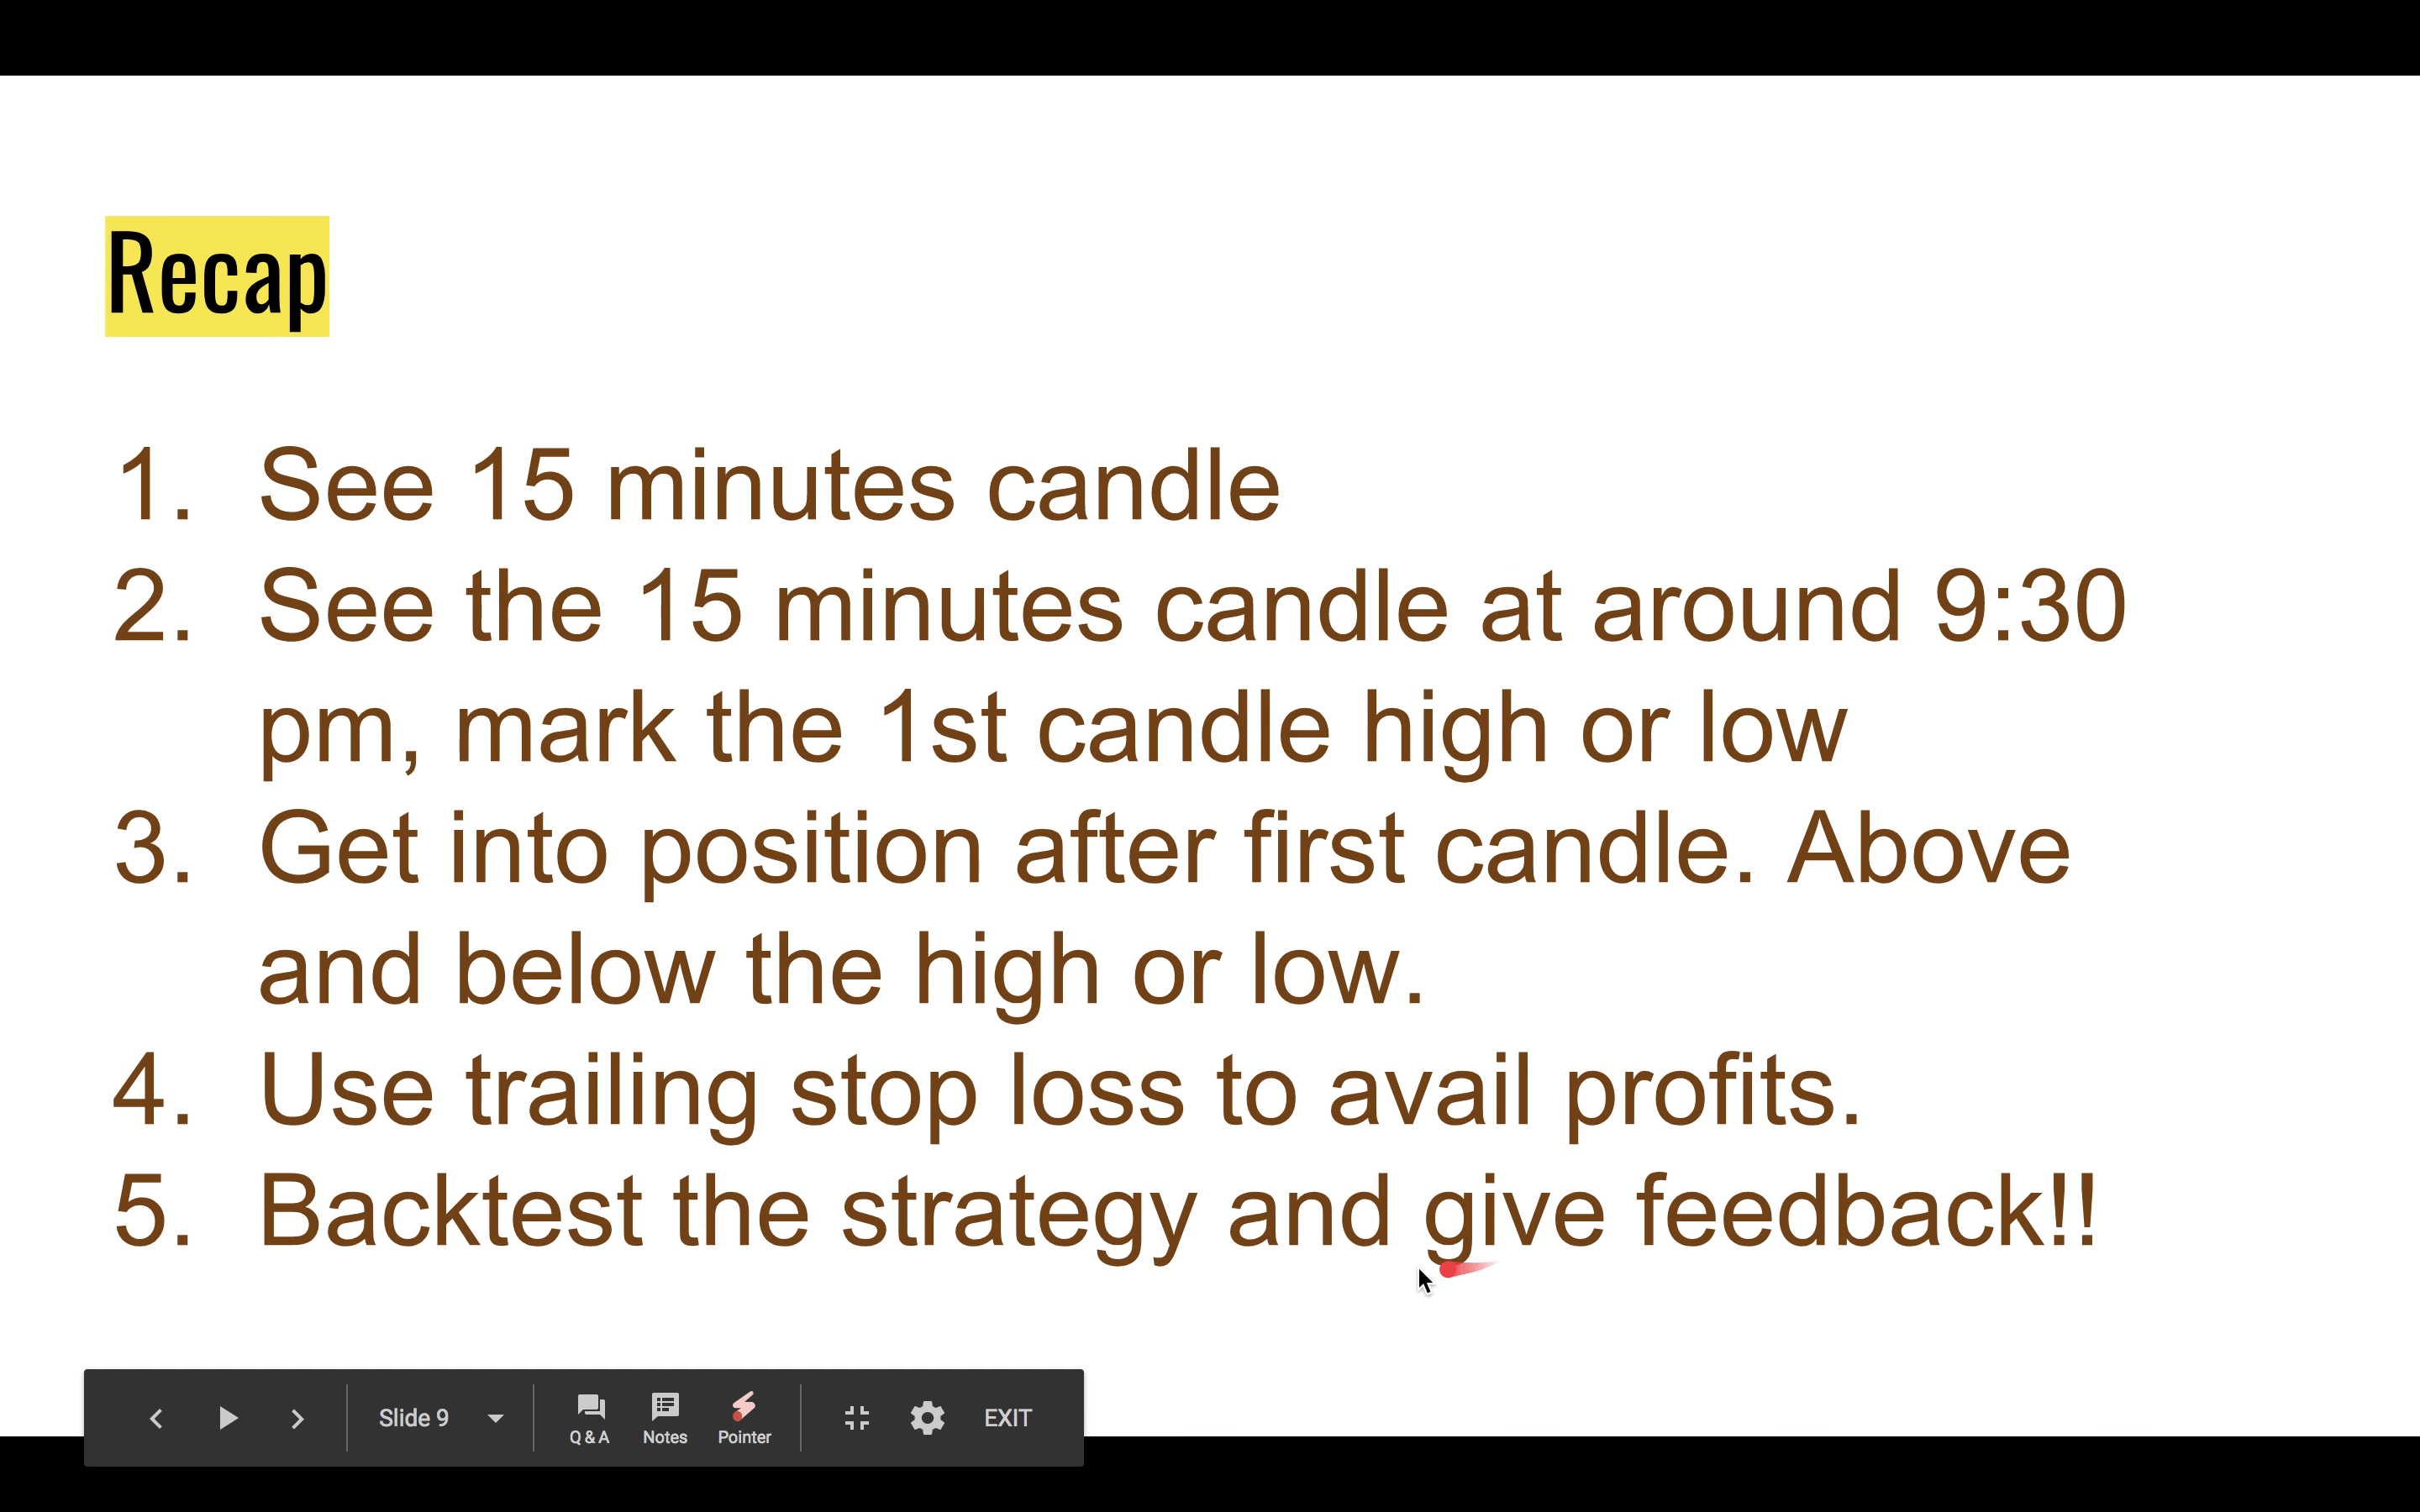 Recap
1. See 15 minutes candle
2. See the 15 minutes candle at around 9:30
pm, mark the 1st candle high or low
3. Get into position after first candle. Above
and below the high or low.
4. Use trailing stop loss to avail profits.
5. Backtest the strategy and give feedback!!
Slide 9
Q & A
Notes
Pointer
EXIT